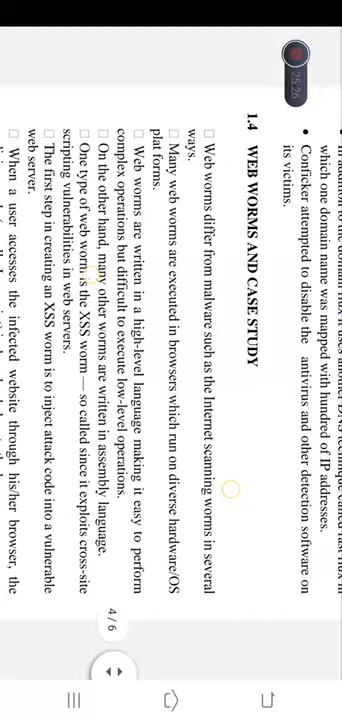 which one domain name was mapped with hundred of IP addresses.
• Conficker attempted to disable the antivirus and other detection software on
its victims.
1.4 WEB WORMS AND CASE STUDY
□ Web worms differ from malware such as the Internet scanning worms in several
ways.
□ Many web worms are executed in browsers which run on diverse hardware/OS
plat forms.
□ Web worms are written in a high-level language making it easy to perform
complex operations but difficult to execute low-level operations.
□ On the other hand, many other worms are written in assembly language.
□ One type of web worm is the XSS worm — so called since it exploits cross-site
scripting vulnerabilities in web servers.
□ The first step in creating an XSS worm is to inject attack code into a vulnerable
web server.
□ When a user accesses the infected website through his/her browser, the
25:26
4/6